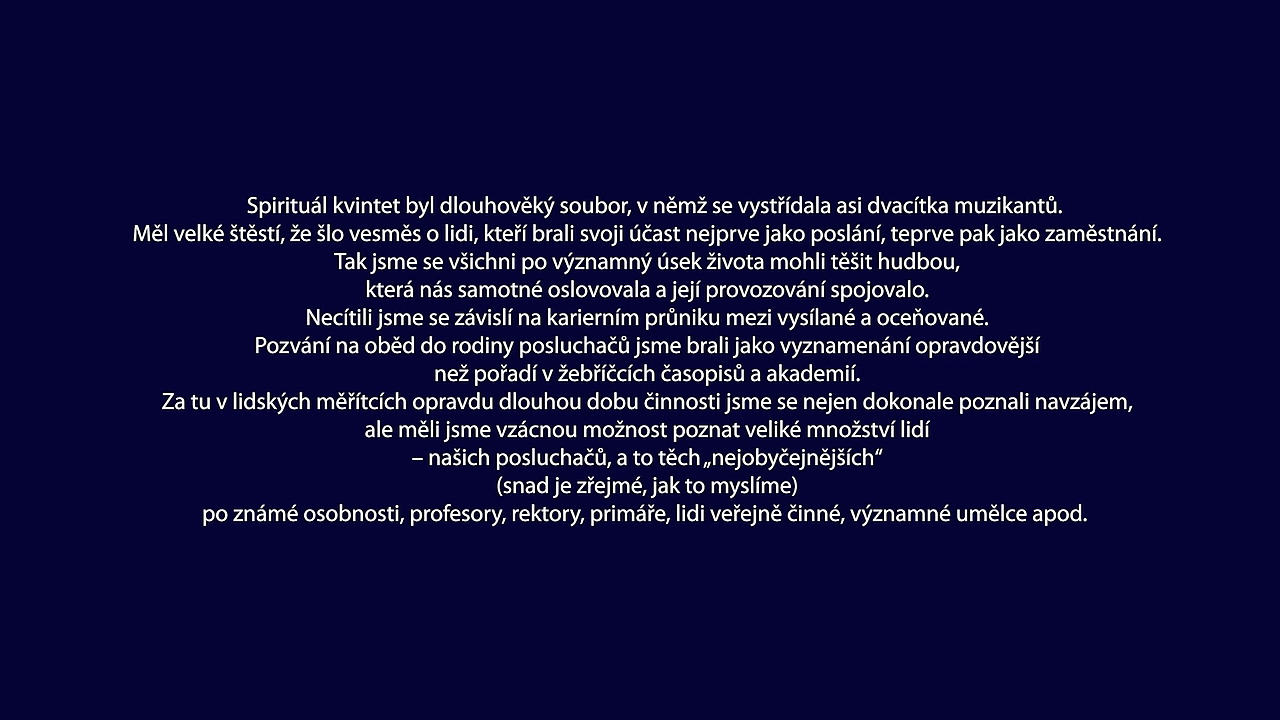 Spirituál kvintet byl dlouhověký soubor, v němž se vystřídala asi dvacítka muzikantů.
Měl velké štěstí, že šlo vesměs o lidi, kteří brali svoji účast nejprve jako poslání, teprve pak jako zaměstnání.
Tak jsme se všichni po významný úsek života mohli těšit hudbou,
která nás samotné oslovovala a její provozování spojovalo.
Necítili jsme se závislí na karierním průniku mezi vysílané a oceňované.
Pozvání na oběd do rodiny posluchačů jsme brali jako vyznamenání opravdovější
než pořadí v žebříčcích časopisů a akademií.
Za tu v lidských měřítcích opravdu dlouhou dobu činnosti jsme se nejen dokonale poznali navzájem,
ale měli jsme vzácnou možnost poznat veliké množství lidí
– našich posluchačů, a to těch „nejobyčejnějších“
(snad je zřejmé, jak to myslíme)
po známé osobnosti, profesory, rektory, primáře, lidi veřejně činné, významné umělce apod.